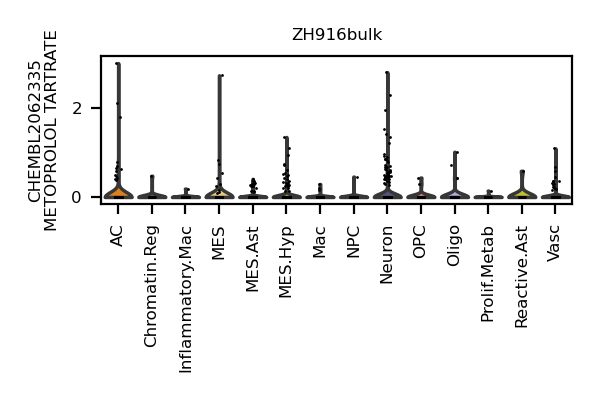 ZH916bulk
CHEMBL2062335
METOPROLOL TARTRATE
2
0
AC
Chromatin.Reg
Inflammatory.Mac
MES
MES.Ast
MES.Hyp
Mac
NPC
Neuron
OPC
Oligo
Prolif.Metab
Reactive.Ast
Vasc